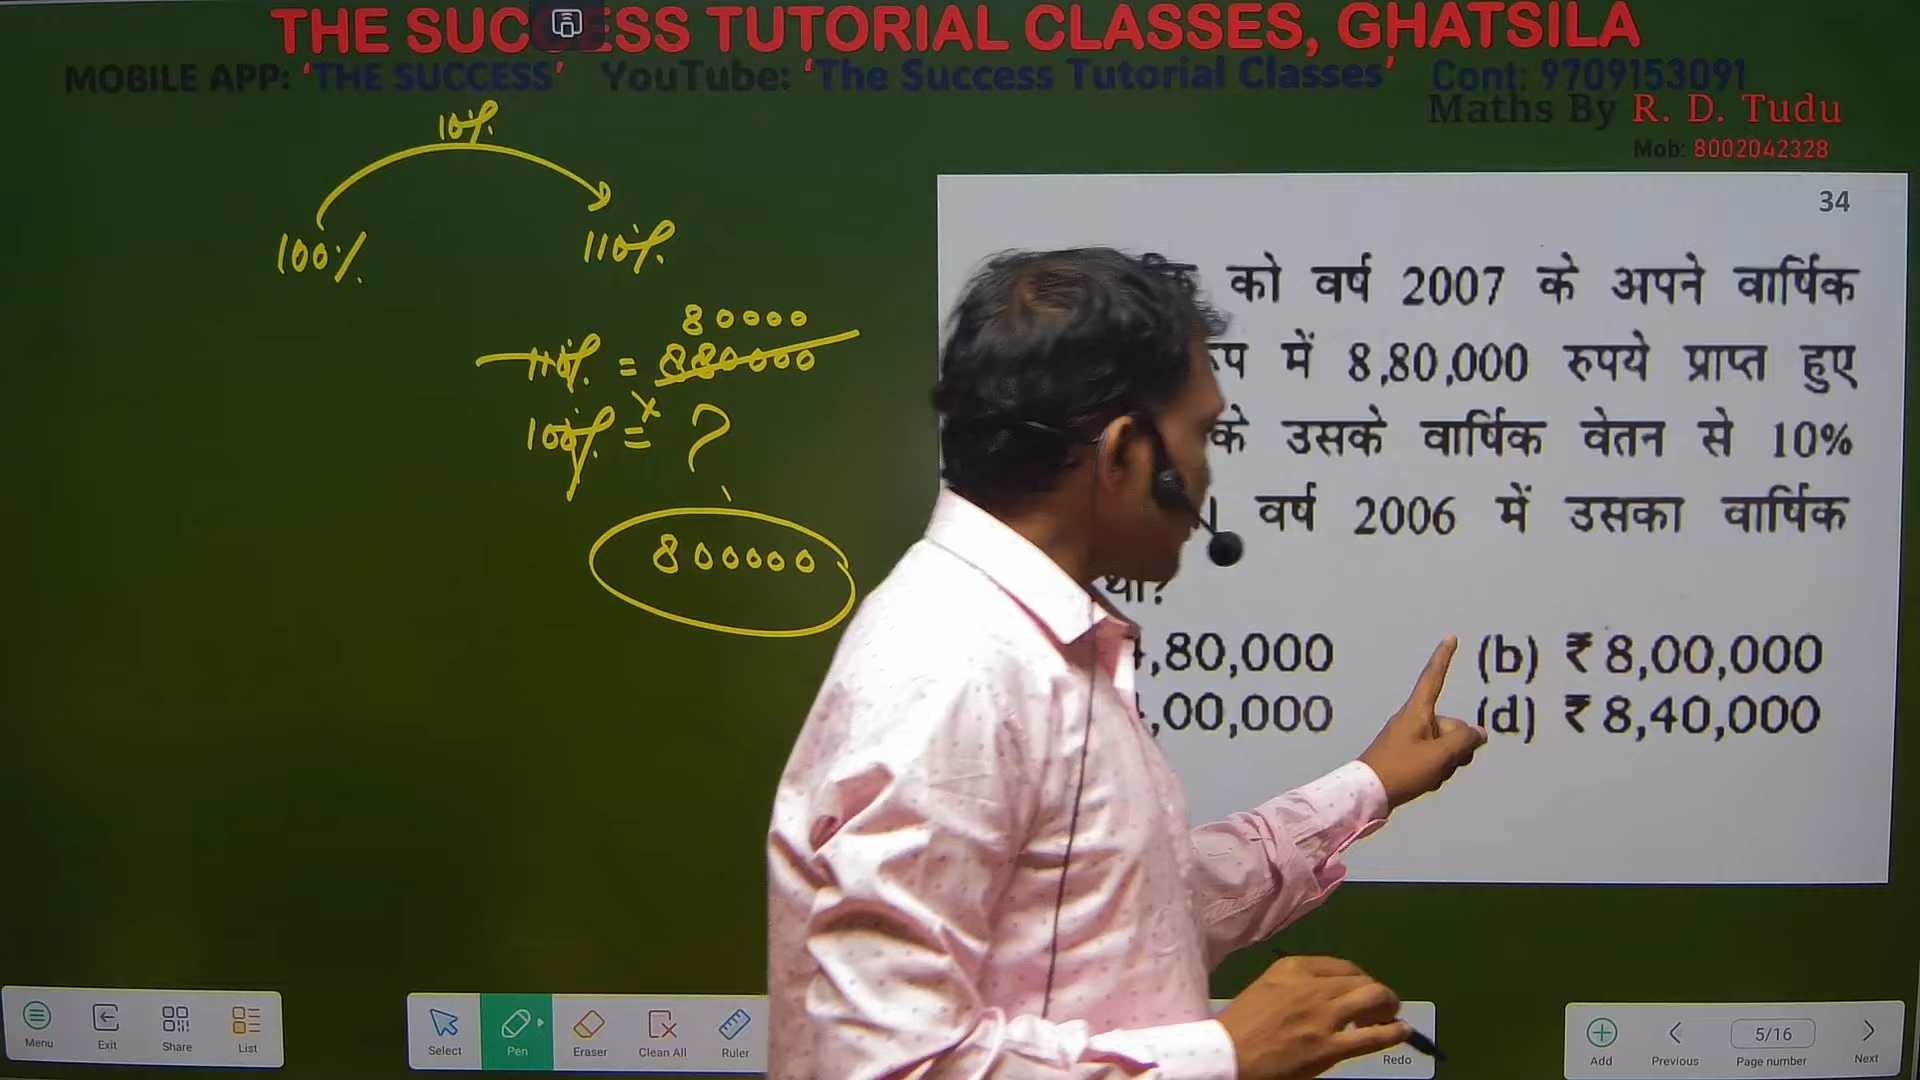 THE SUCCESS TUTORIAL CLASSES, GHATSILA
MOBILE APP: 'THE SUCCESS' YouTube: 'The Success Tutorial Classes' Cont: 9709153091
Maths By R. D. Tudu
Mob: 8002042328
10%
100%
110%
80000
110% = 880000
100% = ?
800000
34
को वर्ष 2007 के अपने वार्षिक
में 8,80,000 रुपये प्राप्त हुए
के उसके वार्षिक वेतन से 10%
वर्ष 2006 में उसका वार्षिक
था?
,80,000 (b) ₹ 8,00,000
,00,000 (d) ₹ 8,40,000
Menu Exit Share List
Select Pen Eraser Clean All Ruler
Redo
Add Previous 5/16 Page number Next